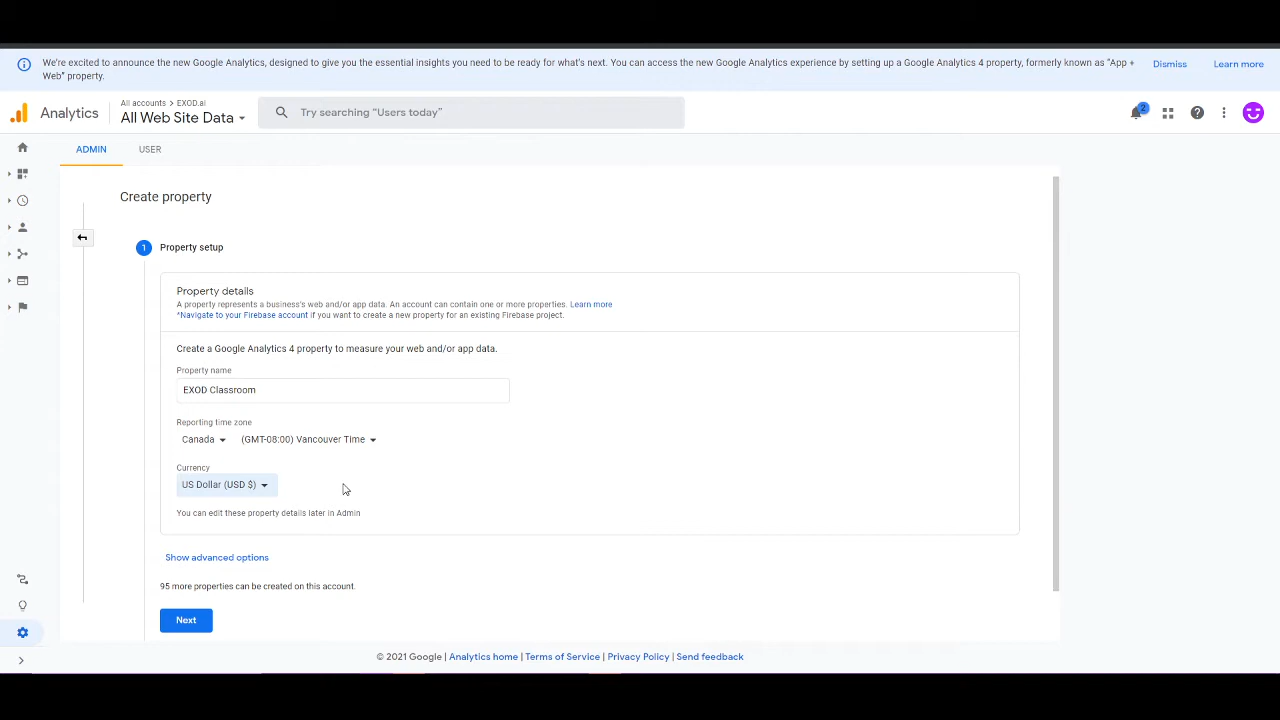 We're excited to announce the new Google Analytics, designed to give you the essential insights you need to be ready for what's next. You can access the new Google Analytics experience by setting up a Google Analytics 4 property, formerly known as "App +
Web" property.
Dismiss
Learn more
Analytics
All accounts > EXOD.ai
All Web Site Data
Try searching "Users today"
2
ADMIN
USER
Create property
1
Property setup
Property details
A property represents a business's web and/or app data. An account can contain one or more properties. Learn more
*Navigate to your Firebase account if you want to create a new property for an existing Firebase project.
Create a Google Analytics 4 property to measure your web and/or app data.
Property name
EXOD Classroom
Reporting time zone
Canada
(GMT-08:00) Vancouver Time
Currency
US Dollar (USD $)
You can edit these property details later in Admin
Show advanced options
95 more properties can be created on this account.
Next
© 2021 Google | Analytics home | Terms of Service | Privacy Policy | Send feedback